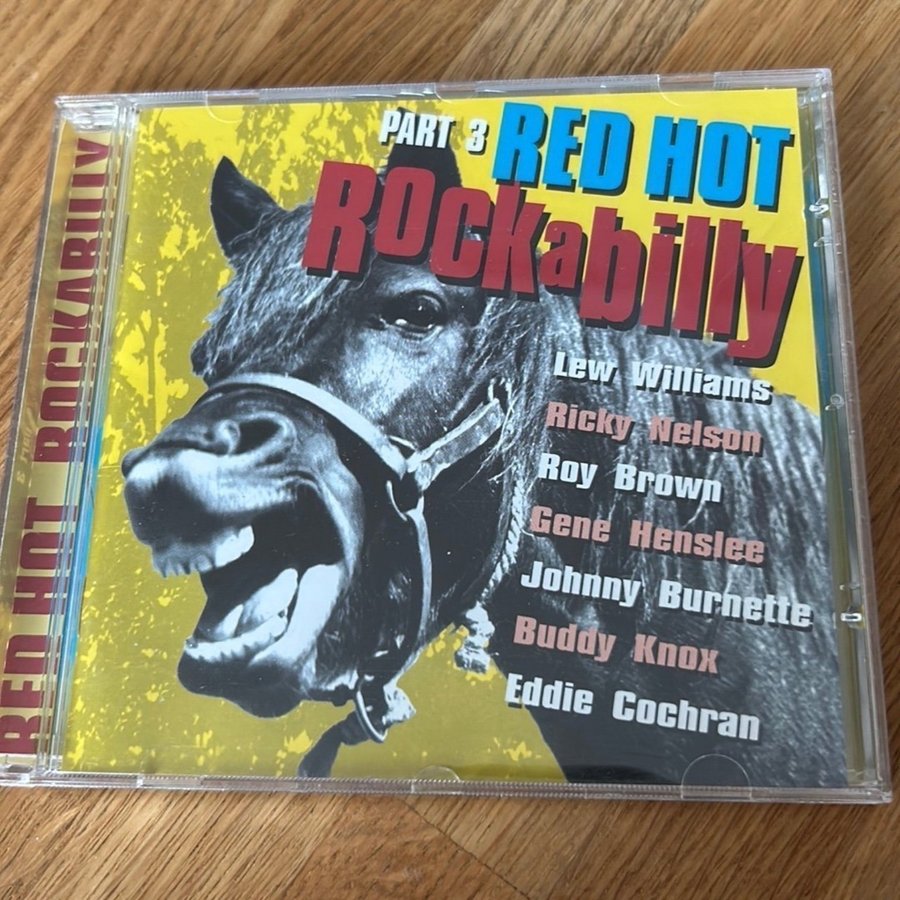 PART 3 RED HOT
ROCKaBILLY
Lew Williams
Ricky Nelson
Roy Brown
Gene Henslee
Johnny Burnette
Buddy Knox
Eddie Cochran
RED HOT ROCKABILLY